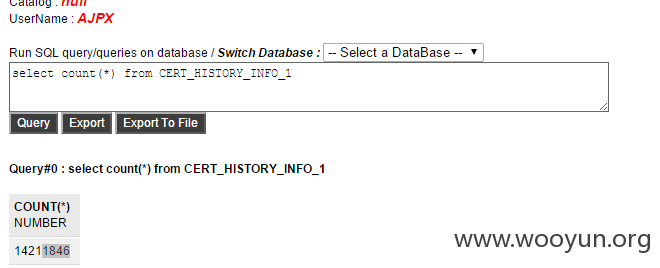 Catalog : null
UserName : AJPX
Run SQL query/queries on database / Switch Database : -- Select a DataBase --
select count(*) from CERT_HISTORY_INFO_1
Query Export Export To File
Query#0 : select count(*) from CERT_HISTORY_INFO_1
COUNT(*)
NUMBER
14211846
www.wooyun.org